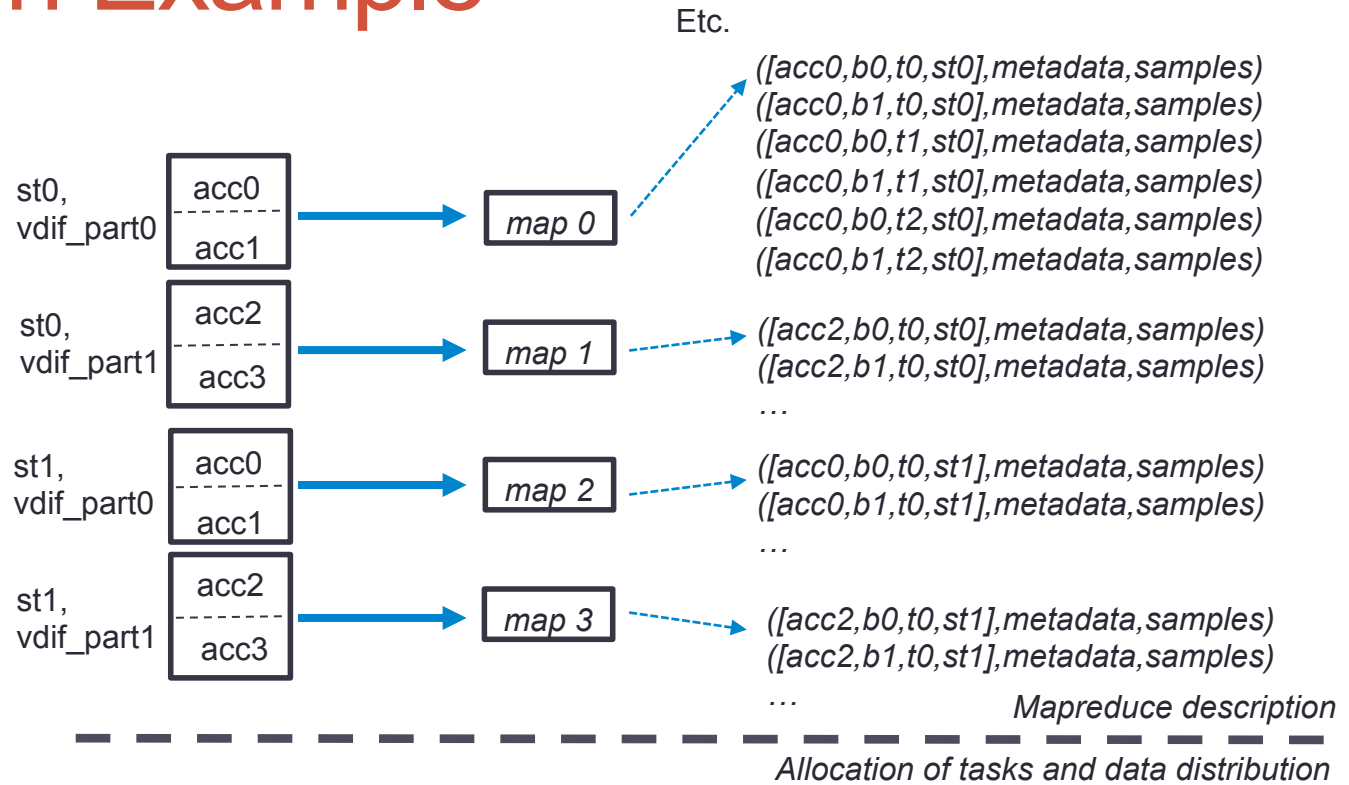 n Example
Etc.
([acc0,b0,t0,st0],metadata,samples)
([acc0,b1,t0,st0],metadata,samples)
([acc0,b0,t1,st0],metadata,samples)
([acc0,b1,t1,st0],metadata,samples)
([acc0,b0,t2,st0],metadata,samples)
([acc0,b1,t2,st0],metadata,samples)
st0,
vdif_part0
acc0
acc1
map 0
st0,
vdif_part1
acc2
acc3
map 1
([acc2,b0,t0,st0],metadata,samples)
([acc2,b1,t0,st0],metadata,samples)
…
st1,
vdif_part0
acc0
acc1
map 2
([acc0,b0,t0,st1],metadata,samples)
([acc0,b1,t0,st1],metadata,samples)
…
st1,
vdif_part1
acc2
acc3
map 3
([acc2,b0,t0,st1],metadata,samples)
([acc2,b1,t0,st1],metadata,samples)
…
Mapreduce description
Allocation of tasks and data distribution